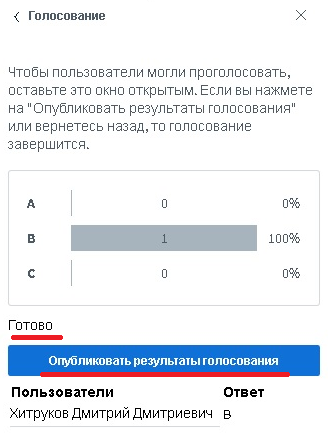 Голосование
Чтобы пользователи могли проголосовать,
оставьте это окно открытым. Если вы нажмете
на "Опубликовать результаты голосования"
или вернетесь назад, то голосование
завершится.
A 0 0%
B 1 100%
C 0 0%
Готово
Опубликовать результаты голосования
Пользователи Ответ
Хитруков Дмитрий Дмитриевич B